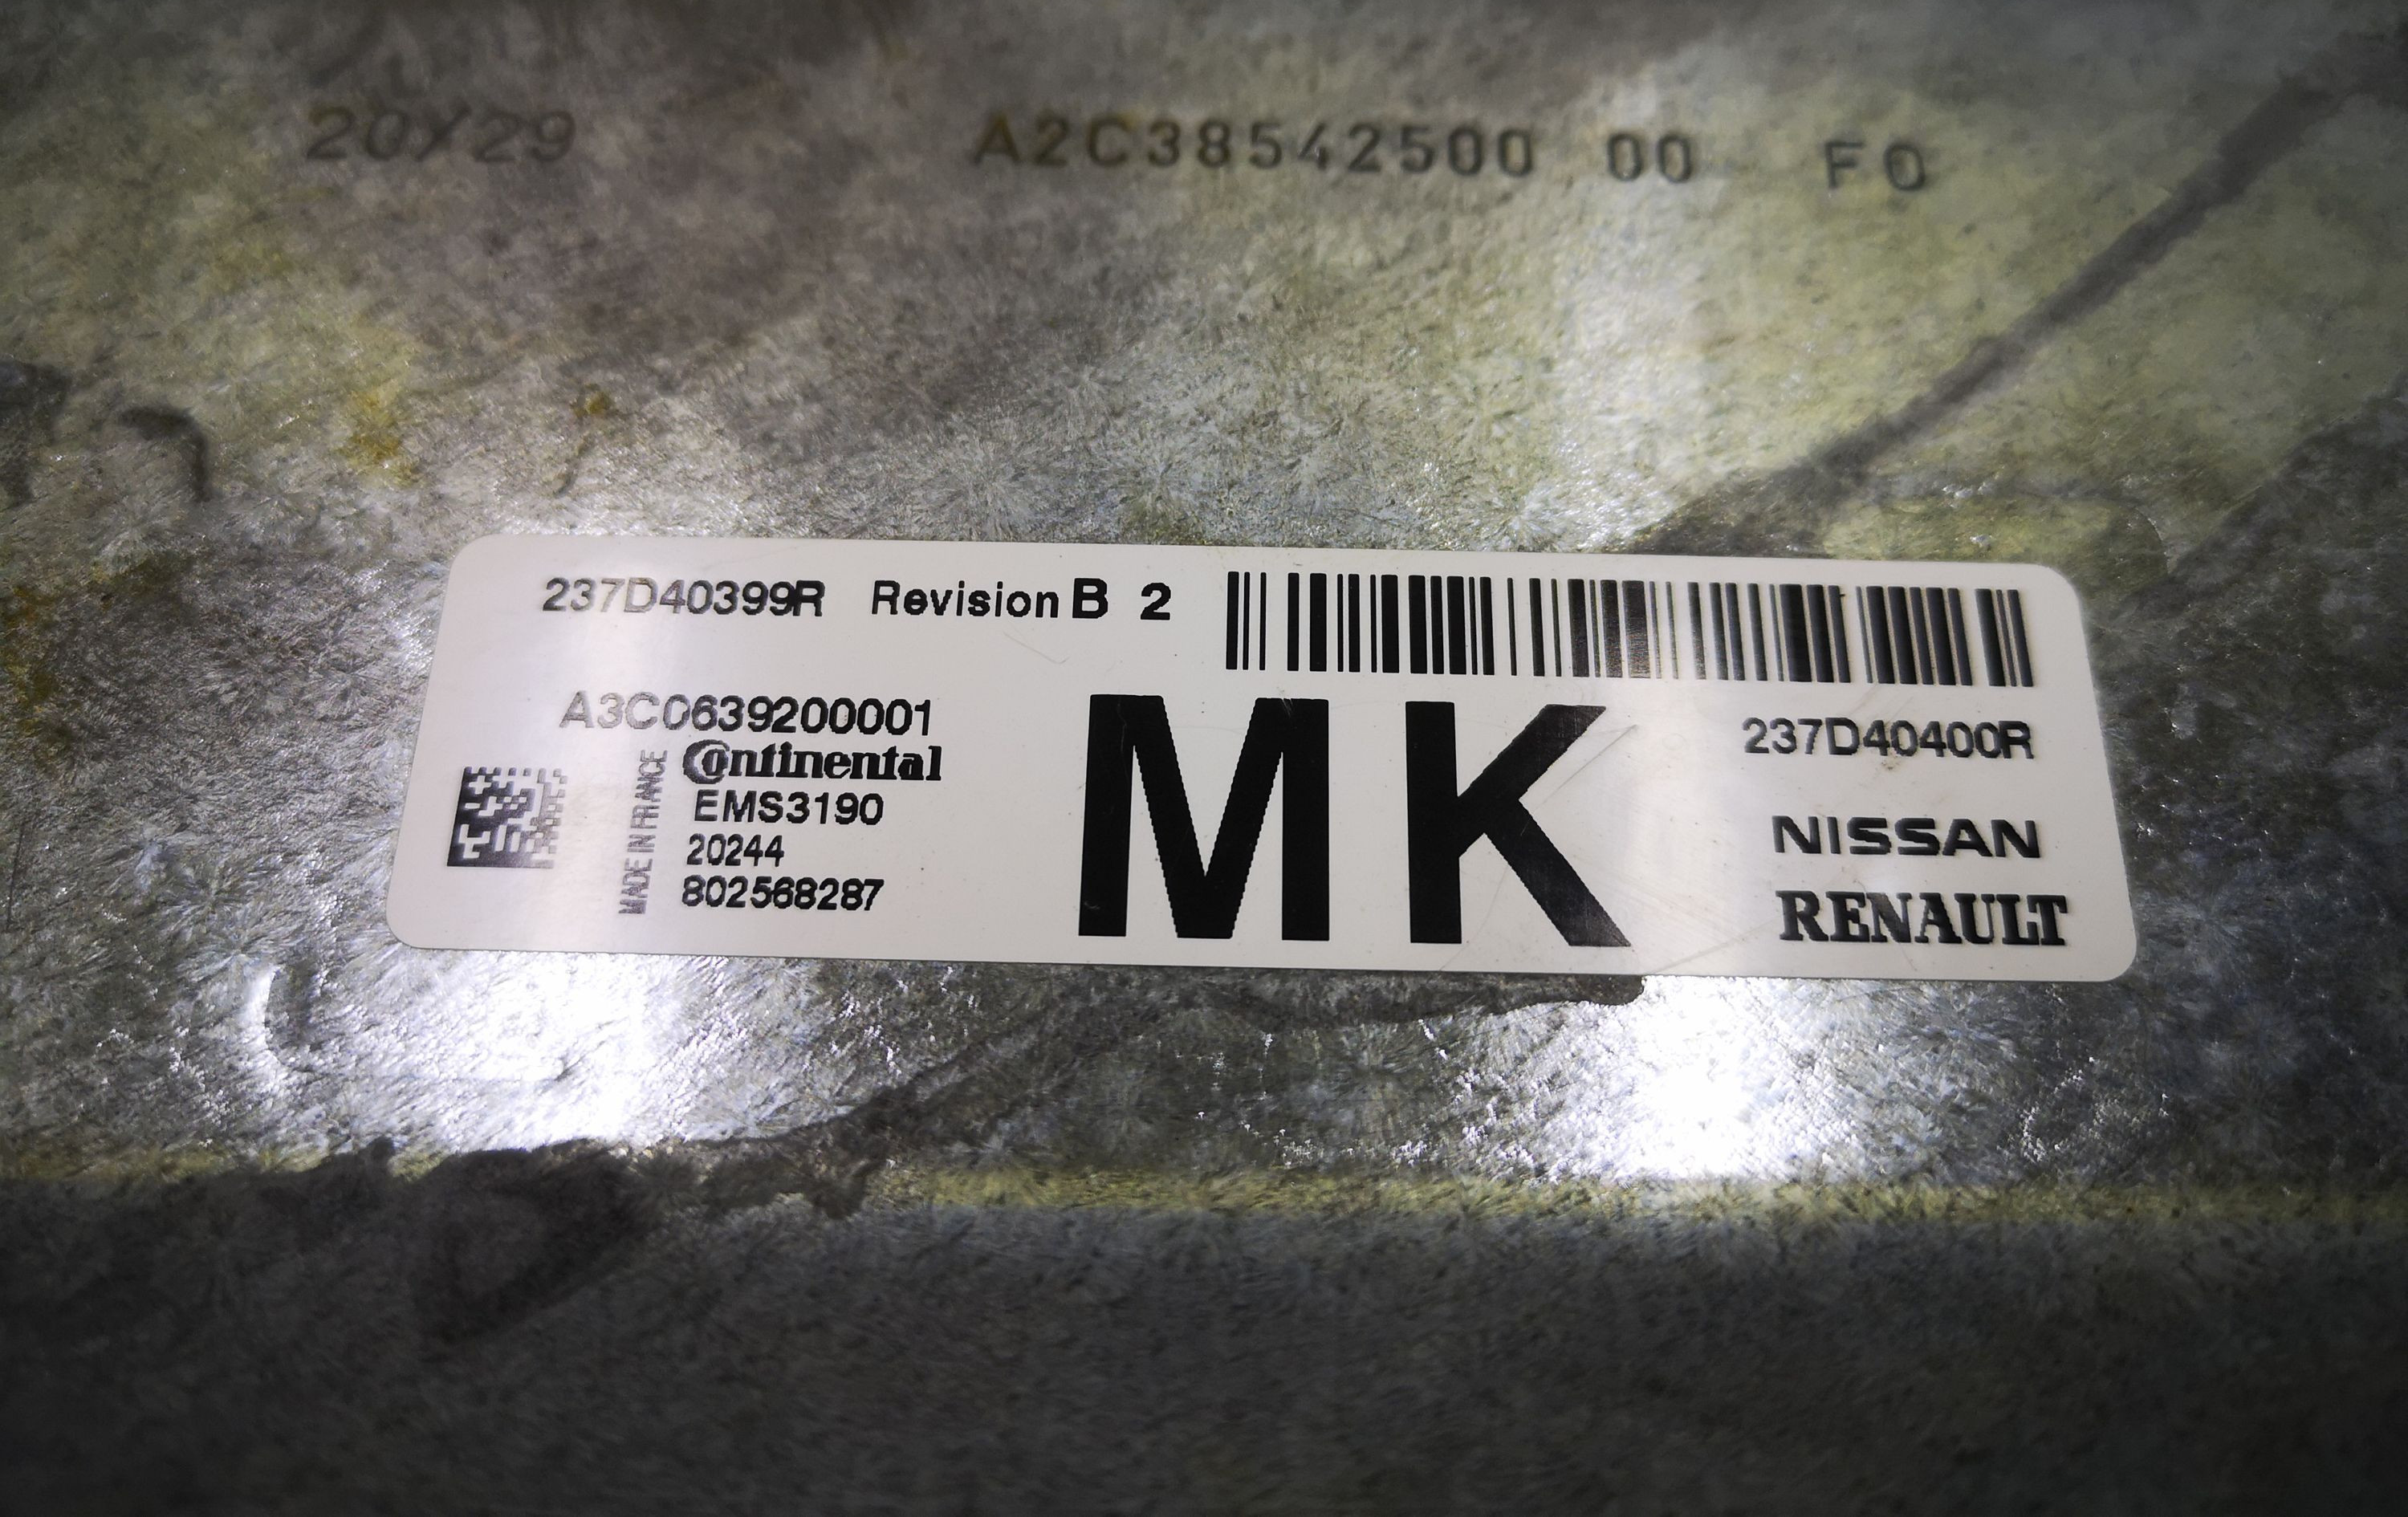 20Y29 A2C38542500 00 F0
237D40399R Revision B 2
A3C0639200001
Continental
MADE IN FRANCE
EMS3190
20244
802568287
MK
237D40400R
NISSAN
RENAULT